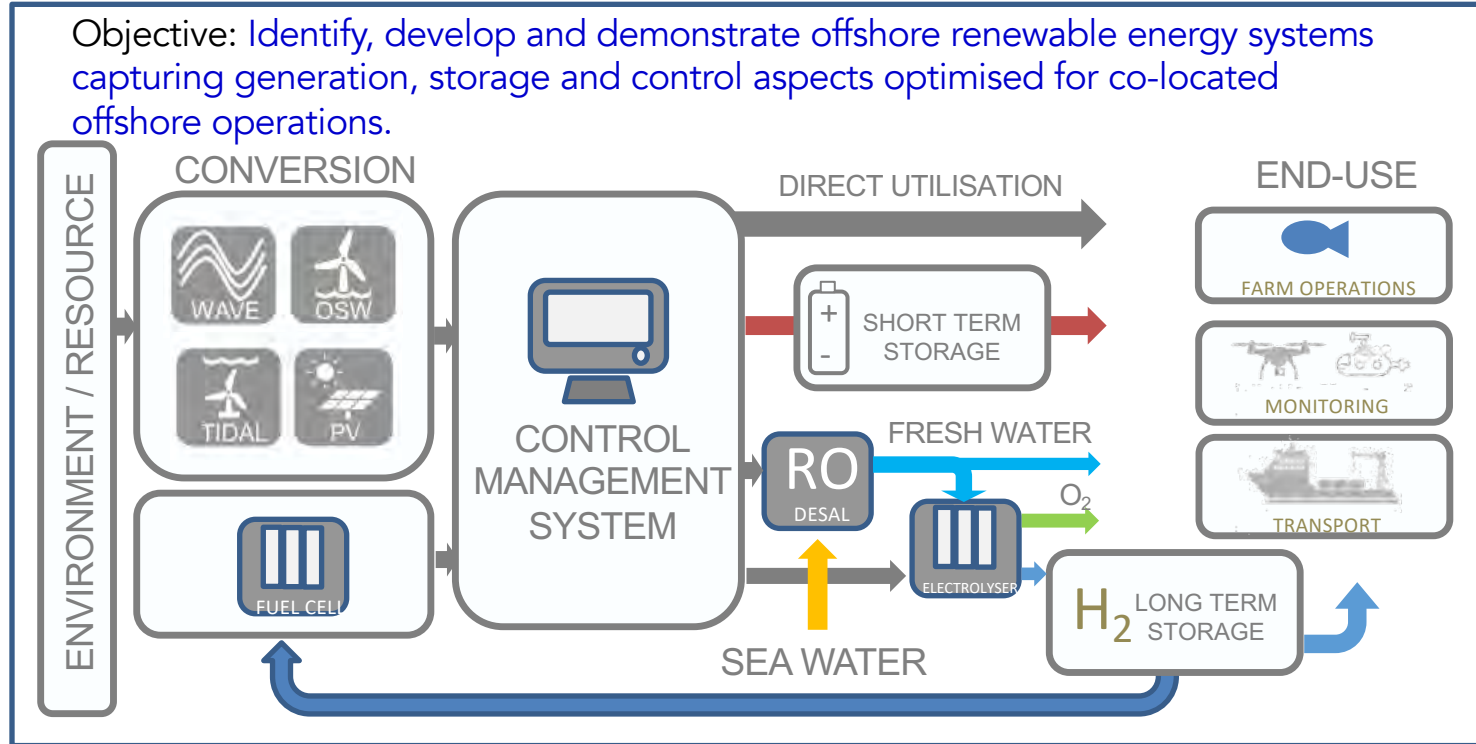 Objective: Identify, develop and demonstrate offshore renewable energy systems
capturing generation, storage and control aspects optimised for co-located
offshore operations.
ENVIRONMENT / RESOURCE
CONVERSION
WAVE
OSW
TIDAL
PV
FUEL CELL
CONTROL
MANAGEMENT
SYSTEM
DIRECT UTILISATION
+
-
SHORT TERM
STORAGE
RO
DESAL
FRESH WATER
O₂
ELECTROLYSER
SEA WATER
H₂
LONG TERM
STORAGE
END-USE
FARM OPERATIONS
MONITORING
TRANSPORT